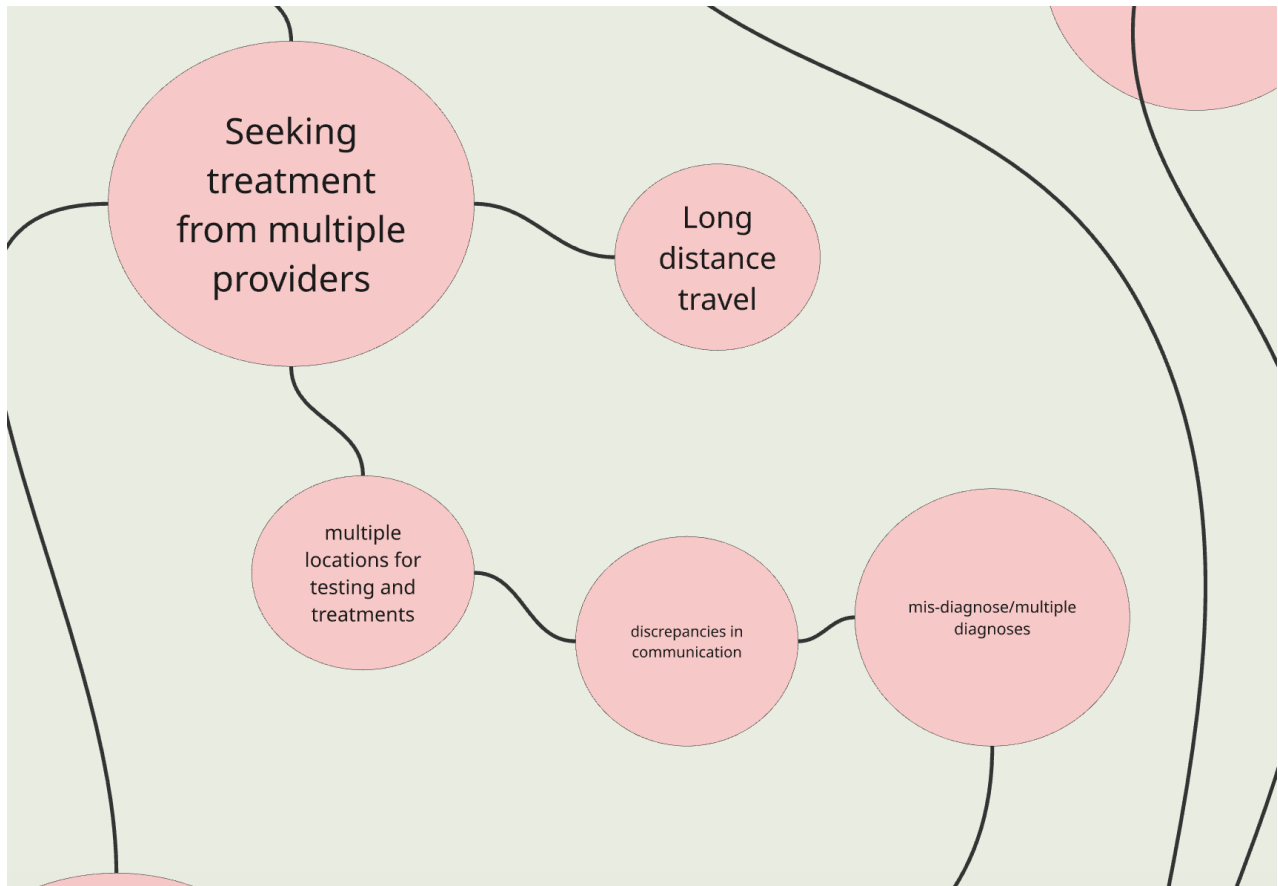 Seeking
treatment
from multiple
providers
Long
distance
travel
multiple
locations for
testing and
treatments
discrepancies in
communication
mis-diagnose/multiple
diagnoses